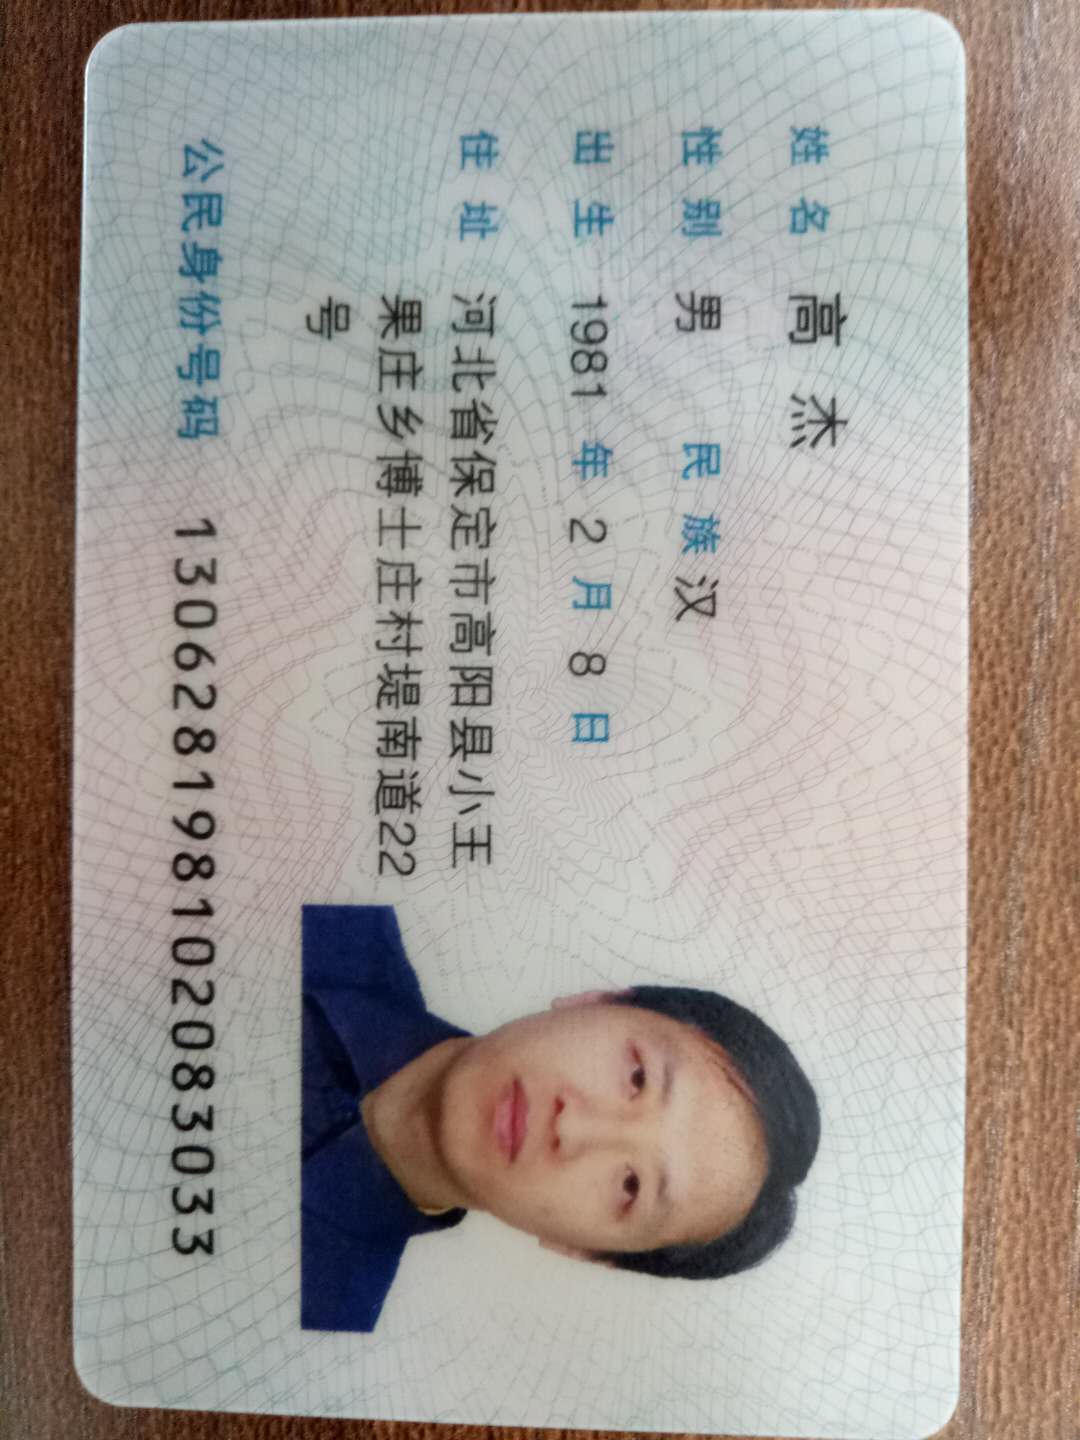 姓名 高杰
性别 男 民族 汉
出生 1981 年 2 月 8 日
住址 河北省保定市高阳县小王
果庄乡博士庄村堤南道22
号
公民身份号码 130628198102083033